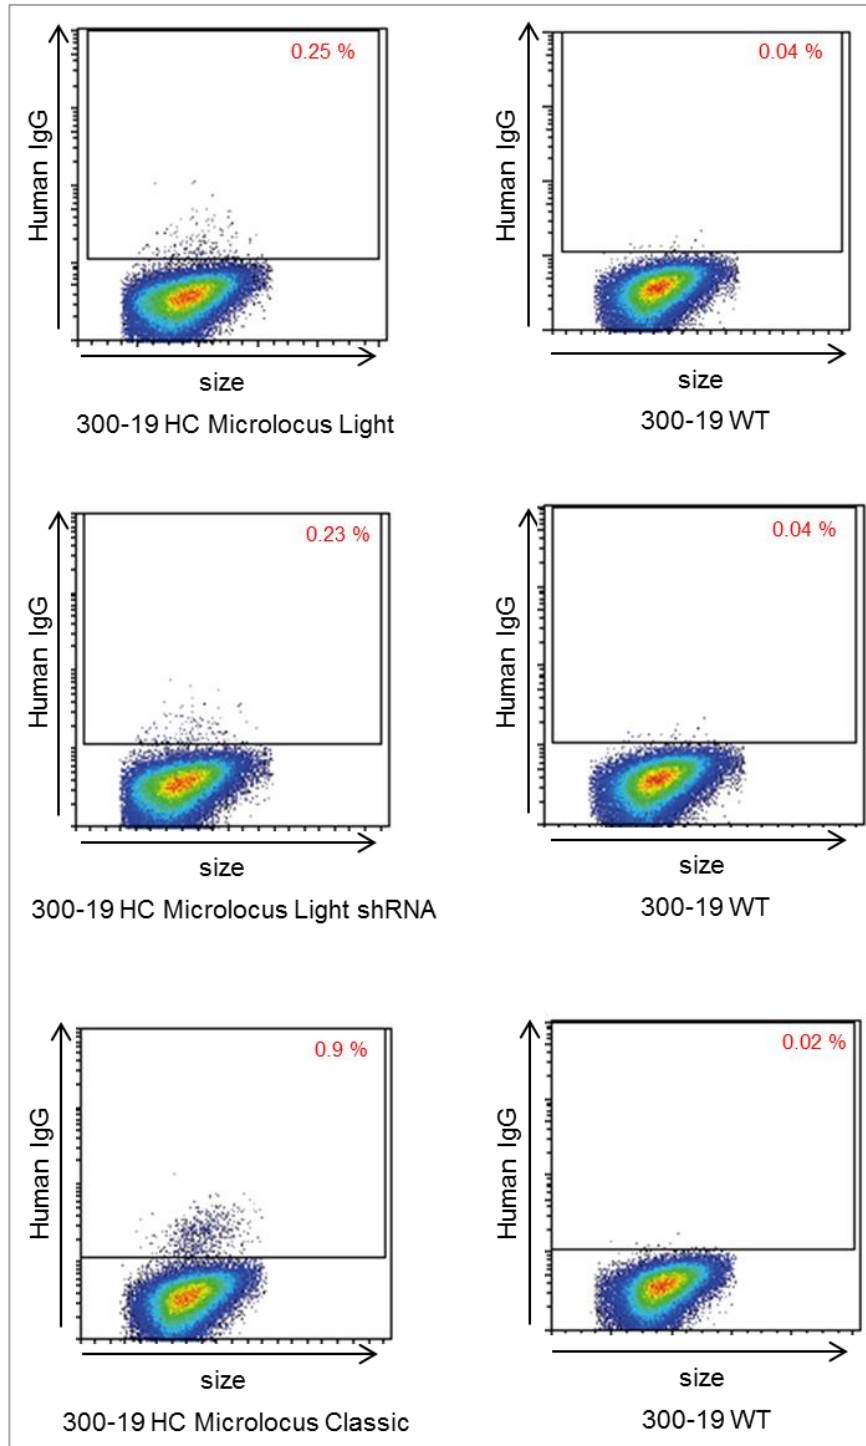 0.25 %
Human IgG
size
300-19 HC Microlocus Light
0.04 %
Human IgG
size
300-19 WT
0.23 %
Human IgG
size
300-19 HC Microlocus Light shRNA
0.04 %
Human IgG
size
300-19 WT
0.9 %
Human IgG
size
300-19 HC Microlocus Classic
0.02 %
Human IgG
size
300-19 WT